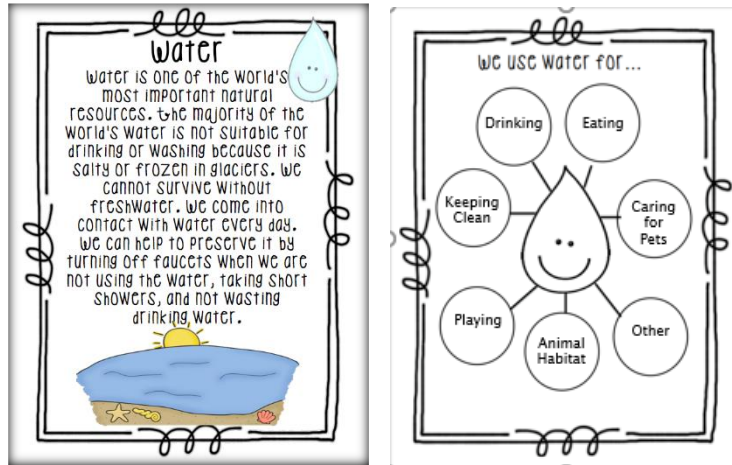 Water
Water is one of the world's
most important natural
resources. The majority of the
world's water is not suitable for
drinking or washing because it is
salty or frozen in glaciers. We
cannot survive without
freshwater. We come into
contact with water every day.
We can help to preserve it by
turning off faucets when we are
not using the water, taking short
showers, and not wasting
drinking water.
We use water for...
Drinking
Eating
Keeping
Clean
Caring
for
Pets
Playing
Animal
Habitat
Other